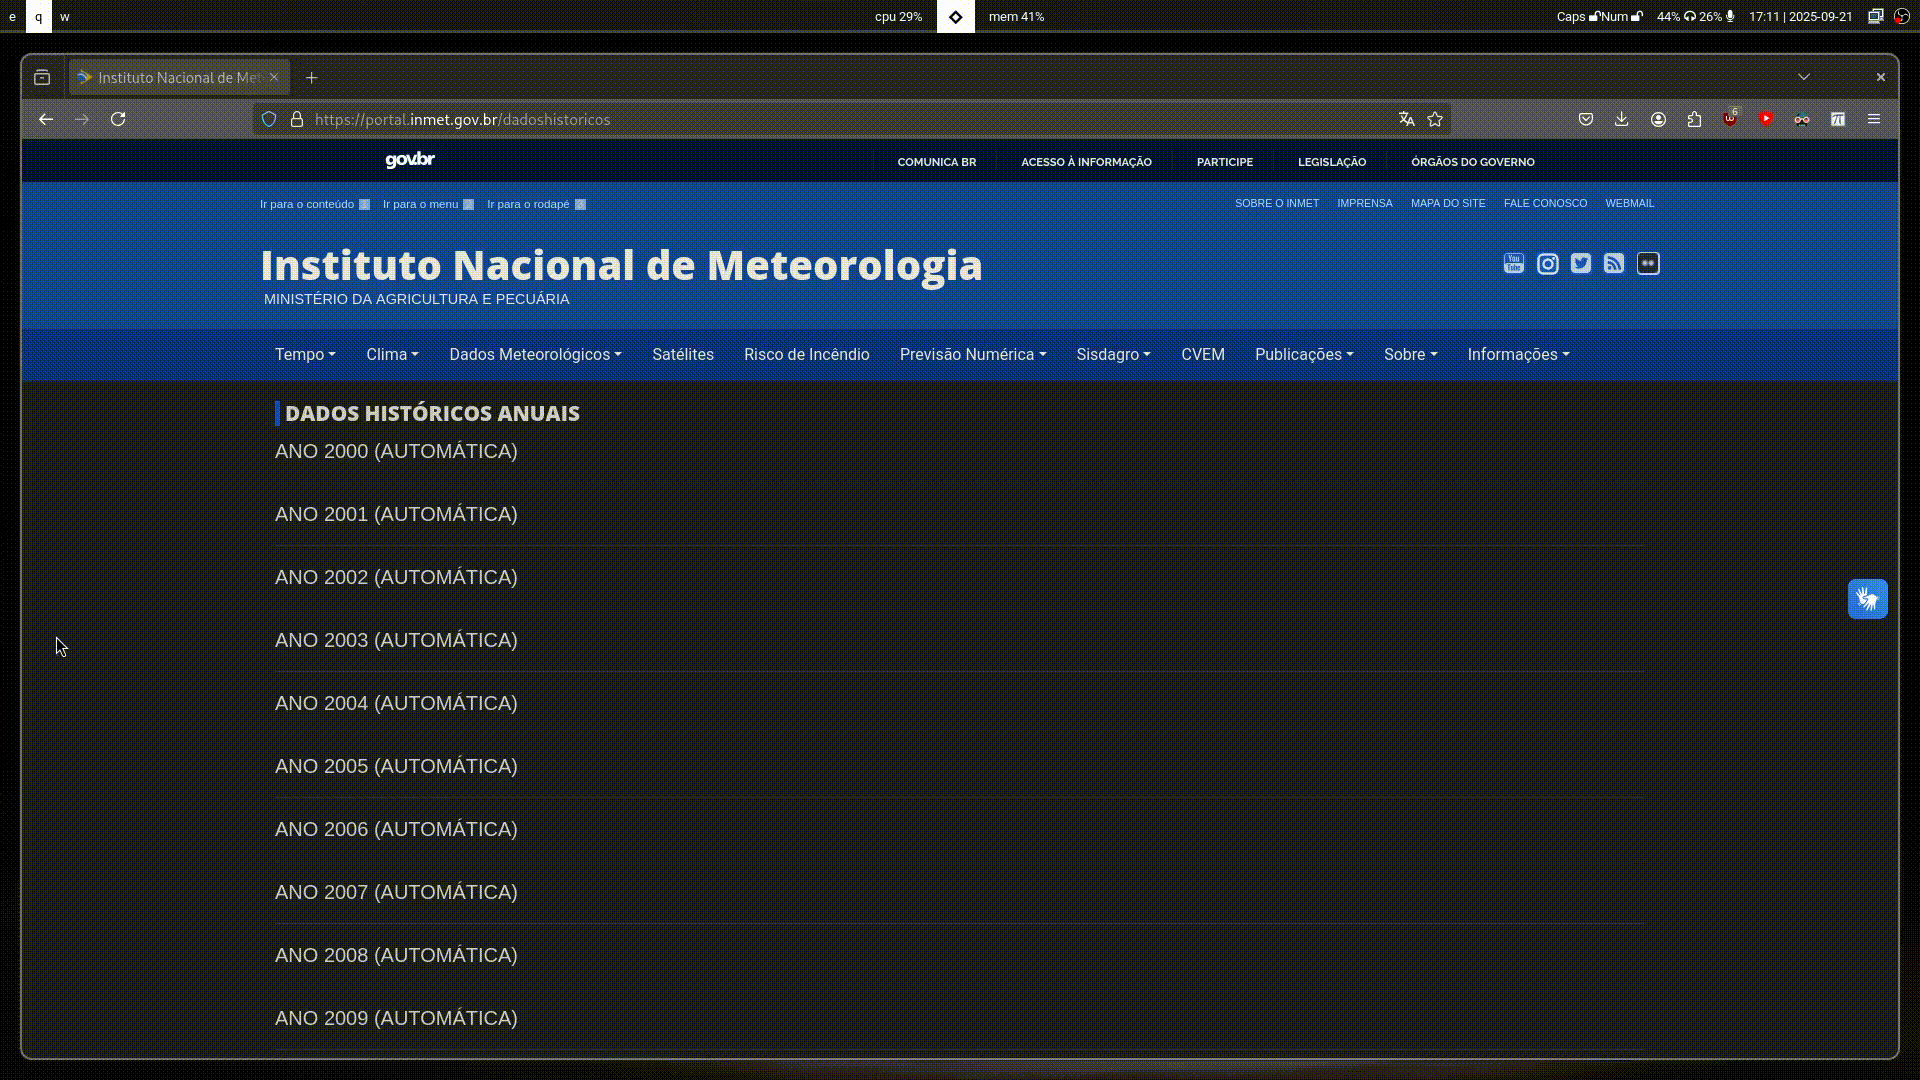 e q w cpu 29% mem 41% Caps Num 44% 26% 17:11 | 2025-09-21
Instituto Nacional de Met
https://portal.inmet.gov.br/dadoshistoricos 6
gov.br COMUNICA BR ACESSO À INFORMAÇÃO PARTICIPE LEGISLAÇÃO ÓRGÃOS DO GOVERNO
Ir para o conteúdo 1 Ir para o menu 2 Ir para o rodapé 3 SOBRE O INMET IMPRENSA MAPA DO SITE FALE CONOSCO WEBMAIL
Instituto Nacional de Meteorologia
You Tube
MINISTÉRIO DA AGRICULTURA E PECUÁRIA
Tempo Clima Dados Meteorológicos Satélites Risco de Incêndio Previsão Numérica Sisdagro CVEM Publicações Sobre Informações
DADOS HISTÓRICOS ANUAIS
ANO 2000 (AUTOMÁTICA)
ANO 2001 (AUTOMÁTICA)
ANO 2002 (AUTOMÁTICA)
ANO 2003 (AUTOMÁTICA)
ANO 2004 (AUTOMÁTICA)
ANO 2005 (AUTOMÁTICA)
ANO 2006 (AUTOMÁTICA)
ANO 2007 (AUTOMÁTICA)
ANO 2008 (AUTOMÁTICA)
ANO 2009 (AUTOMÁTICA)